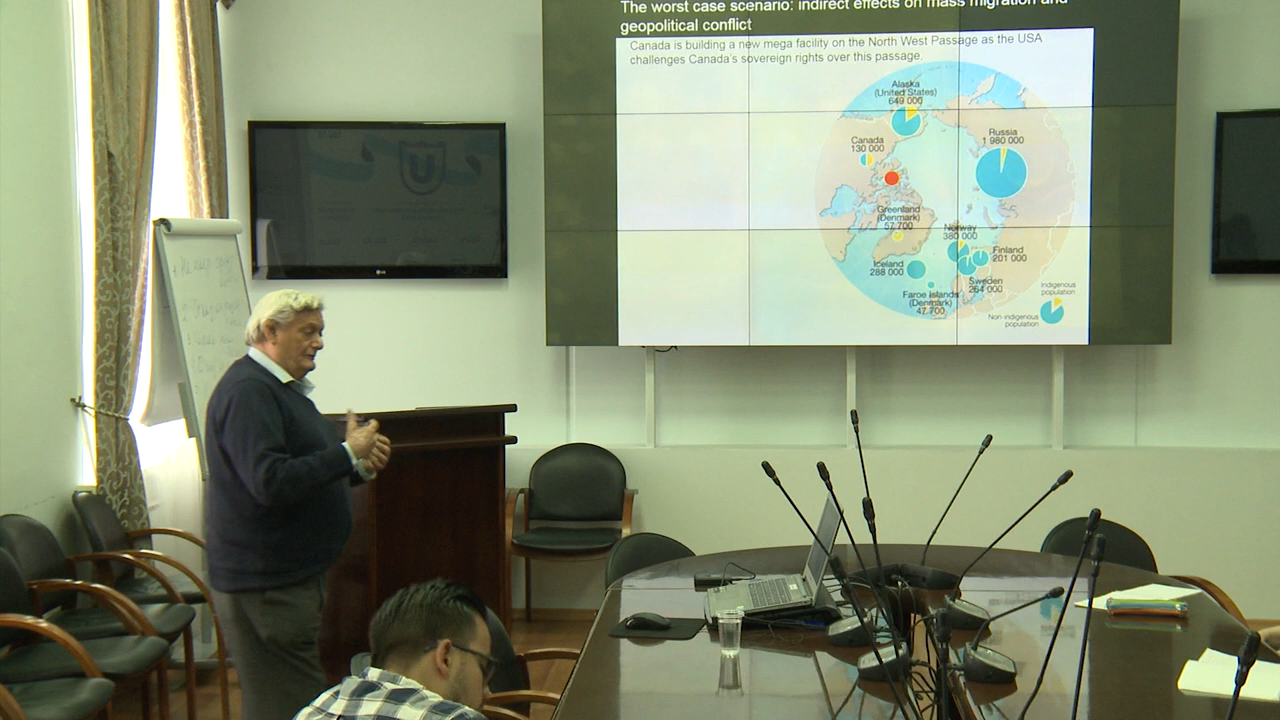 The worst case scenario: indirect effects on mass migration and
geopolitical conflict
Canada is building a new mega facility on the North West Passage as the USA
challenges Canada's sovereign rights over this passage.
Alaska
(United States)
649 000
Canada
130 000
Russia
1 980 000
Greenland
(Denmark)
57 700
Norway
380 000
Finland
201 000
Iceland
288 000
Sweden
264 000
Faroe Islands
(Denmark)
47 700
Indigenous
population
Non-indigenous
population
U
LG